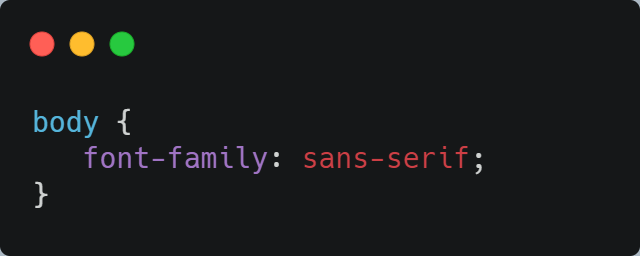 body {
   font-family: sans-serif;
}